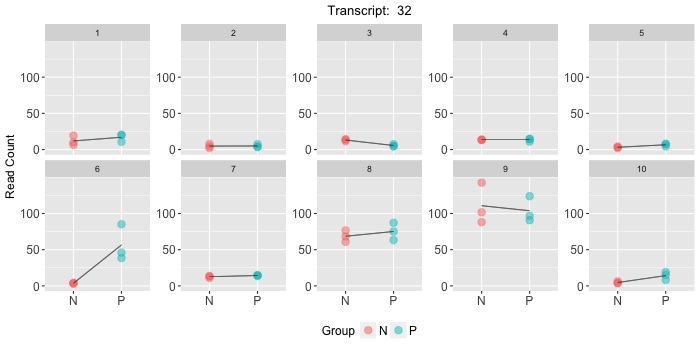 Transcript: 32
1 2 3 4 5
100 100 100 100 100
50 50 50 50 50
0 0 0 0 0
Read Count
6 7 8 9 10
100 100 100 100 100
50 50 50 50 50
0 0 0 0 0
N P N P N P N P N P
Group N P